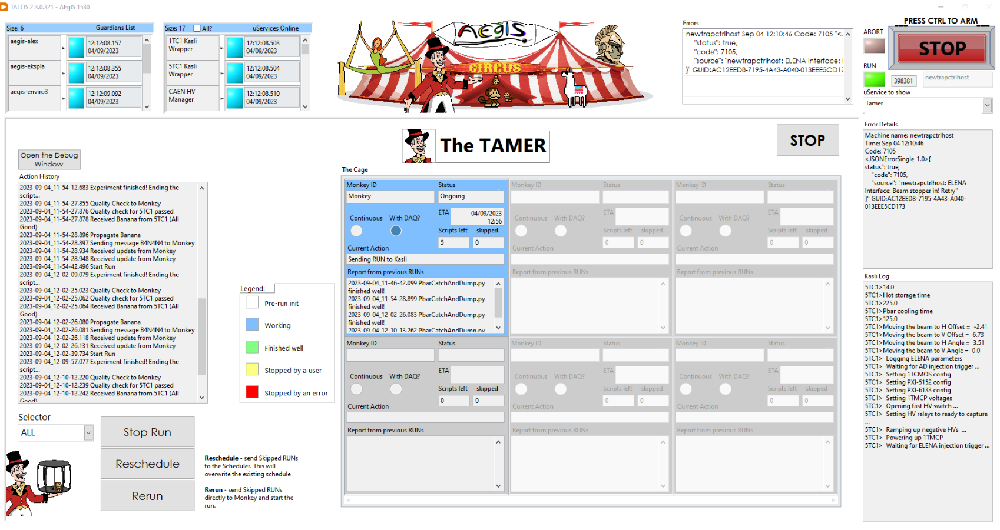 TALOS 2.3.0.321 - AEgIS 1530
Size: 6 Guardians List
aegis-alex
12:12:08.157
04/09/2023
aegis-ekspla
12:12:08.355
04/09/2023
aegis-enviro3
12:12:09.092
04/09/2023
Size: 17 All? uServices Online
1TC1 Kasli
Wrapper
12:12:08.503
04/09/2023
5TC1 Kasli
Wrapper
12:12:08.504
04/09/2023
CAEN HV
Manager
12:12:08.510
04/09/2023
AEgIS
CIRCUS
Errors
newtrapctrlhost Sep 04 12:10:46 Code: 7105 "<.
"status": true,
"code": 7105,
"source": "newtrapctrlhost: ELENA Interface:
}" GUID:AC12EED8-7195-4A43-A040-013EEE5CD17
PRESS CTRL TO ARM
ABORT
STOP
RUN
398381
newtrapctrlhost
uService to show
Tamer
Error Details
Machine name: newtrapctrlhost
Time: Sep 04 12:10:46
Code: 7105
<JSONErrorSingle_1.0>{
status": true,
"code": 7105,
"source": "newtrapctrlhost: ELENA
Interface: Beam stopper in! Retry"
}" GUID:AC12EED8-7195-4A43-A040-
013EEE5CD173
The TAMER
STOP
Open the Debug
Window
Action History
2023-09-04_11-54-12.683 Experiment finished! Ending the
script...
2023-09-04_11-54-27.855 Quality Check to Monkey
2023-09-04_11-54-27.876 Quality check for 5TC1 passed
2023-09-04_11-54-27.878 Received Banana from 5TC1 (All
Good)
2023-09-04_11-54-28.896 Propagate Banana
2023-09-04_11-54-28.897 Sending message B4N4N4 to Monkey
2023-09-04_11-54-28.934 Received update from Monkey
2023-09-04_11-54-28.948 Received update from Monkey
2023-09-04_11-54-42.496 Start Run
2023-09-04_12-02-09.079 Experiment finished! Ending the
script...
2023-09-04_12-02-25.023 Quality Check to Monkey
2023-09-04_12-02-25.062 Quality check for 5TC1 passed
2023-09-04_12-02-25.064 Received Banana from 5TC1 (All
Good)
2023-09-04_12-02-26.080 Propagate Banana
2023-09-04_12-02-26.081 Sending message B4N4N4 to Monkey
2023-09-04_12-02-26.118 Received update from Monkey
2023-09-04_12-02-26.131 Received update from Monkey
2023-09-04_12-02-39.734 Start Run
2023-09-04_12-09-57.077 Experiment finished! Ending the
script...
2023-09-04_12-10-12.220 Quality Check to Monkey
2023-09-04_12-10-12.239 Quality check for 5TC1 passed
2023-09-04_12-10-12.242 Received Banana from 5TC1 (All
Good)
Legend:
Pre-run init
Working
Finished well
Stopped by a user
Stopped by an error
Selector
ALL
Stop Run
Reschedule
Rerun
Reschedule - send Skipped RUNs
to the Scheduler. This will
overwrite the existing schedule
Rerun - send Skipped RUNs
directly to Monkey and start the
run.
The Cage
Monkey ID Status
Monkey Ongoing
Continuous With DAQ? ETA 04/09/2023
12:56
Scripts left skipped
5 0
Current Action
Sending RUN to Kasli
Report from previous RUNs
2023-09-04_11-46-42.099 PbarCatchAndDump.py
finished well!
2023-09-04_11-54-28.899 PbarCatchAndDump.py
finished well!
2023-09-04_12-02-26.083 PbarCatchAndDump.py
finished well!
2023-09-04_12-10-13.262 PbarCatchAndDump.py
Monkey ID Status
Continuous With DAQ? ETA
Scripts left skipped
0 0
Current Action
Report from previous RUNs
Monkey ID Status
Continuous With DAQ? ETA
Scripts left skipped
0 0
Current Action
Report from previous RUNs
Monkey ID Status
Continuous With DAQ? ETA
Scripts left skipped
0 0
Current Action
Report from previous RUNs
Monkey ID Status
Continuous With DAQ? ETA
Scripts left skipped
0 0
Current Action
Report from previous RUNs
Monkey ID Status
Continuous With DAQ? ETA
Scripts left skipped
0 0
Current Action
Report from previous RUNs
Kasli Log
5TC1>14.0
5TC1>Hot storage time
5TC1>225.0
5TC1>Pbar cooling time
5TC1>125.0
5TC1>Moving the beam to H Offset = -2.41
5TC1>Moving the beam to V Offset = 6.73
5TC1>Moving the beam to H Angle = 3.51
5TC1>Moving the beam to V Angle = 0.0
5TC1> Logging ELENA parameters
5TC1> Waiting for AD injection trigger ...
5TC1> Setting 1TCMOS config
5TC1> Setting PXI-5152 config
5TC1> Setting PXI-6133 config
5TC1> Setting 1TMCP voltages
5TC1> Opening fast HV switch ...
5TC1> Setting HV relays to ready to capture
...
5TC1> Ramping up negative HVs ...
5TC1> Powering up 1TMCP
5TC1> Waiting for ELENA injection trigger ...